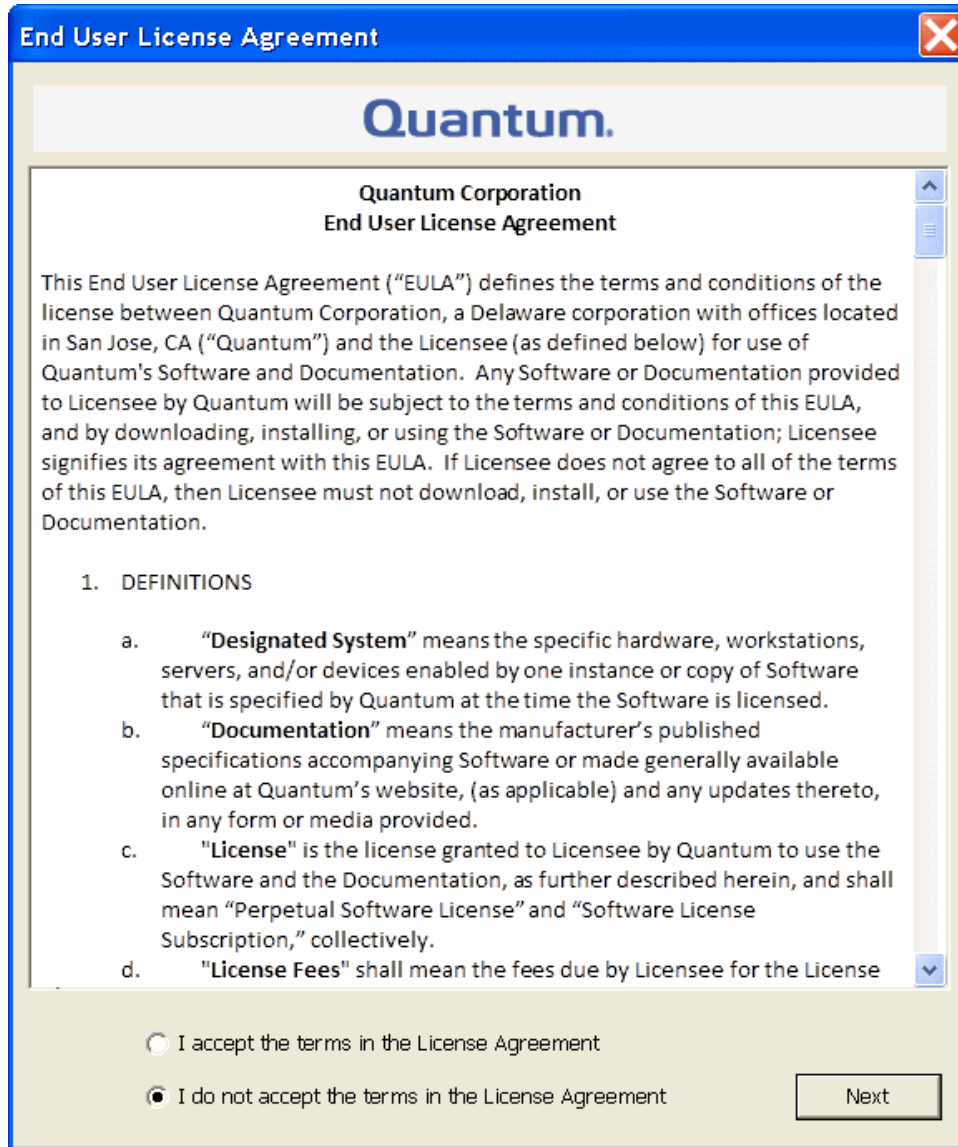 End User License Agreement
Quantum.
Quantum Corporation
End User License Agreement
This End User License Agreement (“EULA”) defines the terms and conditions of the
license between Quantum Corporation, a Delaware corporation with offices located
in San Jose, CA (“Quantum”) and the Licensee (as defined below) for use of
Quantum's Software and Documentation.  Any Software or Documentation provided
to Licensee by Quantum will be subject to the terms and conditions of this EULA,
and by downloading, installing, or using the Software or Documentation; Licensee
signifies its agreement with this EULA.  If Licensee does not agree to all of the terms
of this EULA, then Licensee must not download, install, or use the Software or
Documentation.
1. DEFINITIONS
a. “Designated System” means the specific hardware, workstations,
servers, and/or devices enabled by one instance or copy of Software
that is specified by Quantum at the time the Software is licensed.
b. “Documentation” means the manufacturer’s published
specifications accompanying Software or made generally available
online at Quantum’s website, (as applicable) and any updates thereto,
in any form or media provided.
c. "License" is the license granted to Licensee by Quantum to use the
Software and the Documentation, as further described herein, and shall
mean “Perpetual Software License” and “Software License
Subscription,” collectively.
d. "License Fees" shall mean the fees due by Licensee for the License
I accept the terms in the License Agreement
I do not accept the terms in the License Agreement
Next